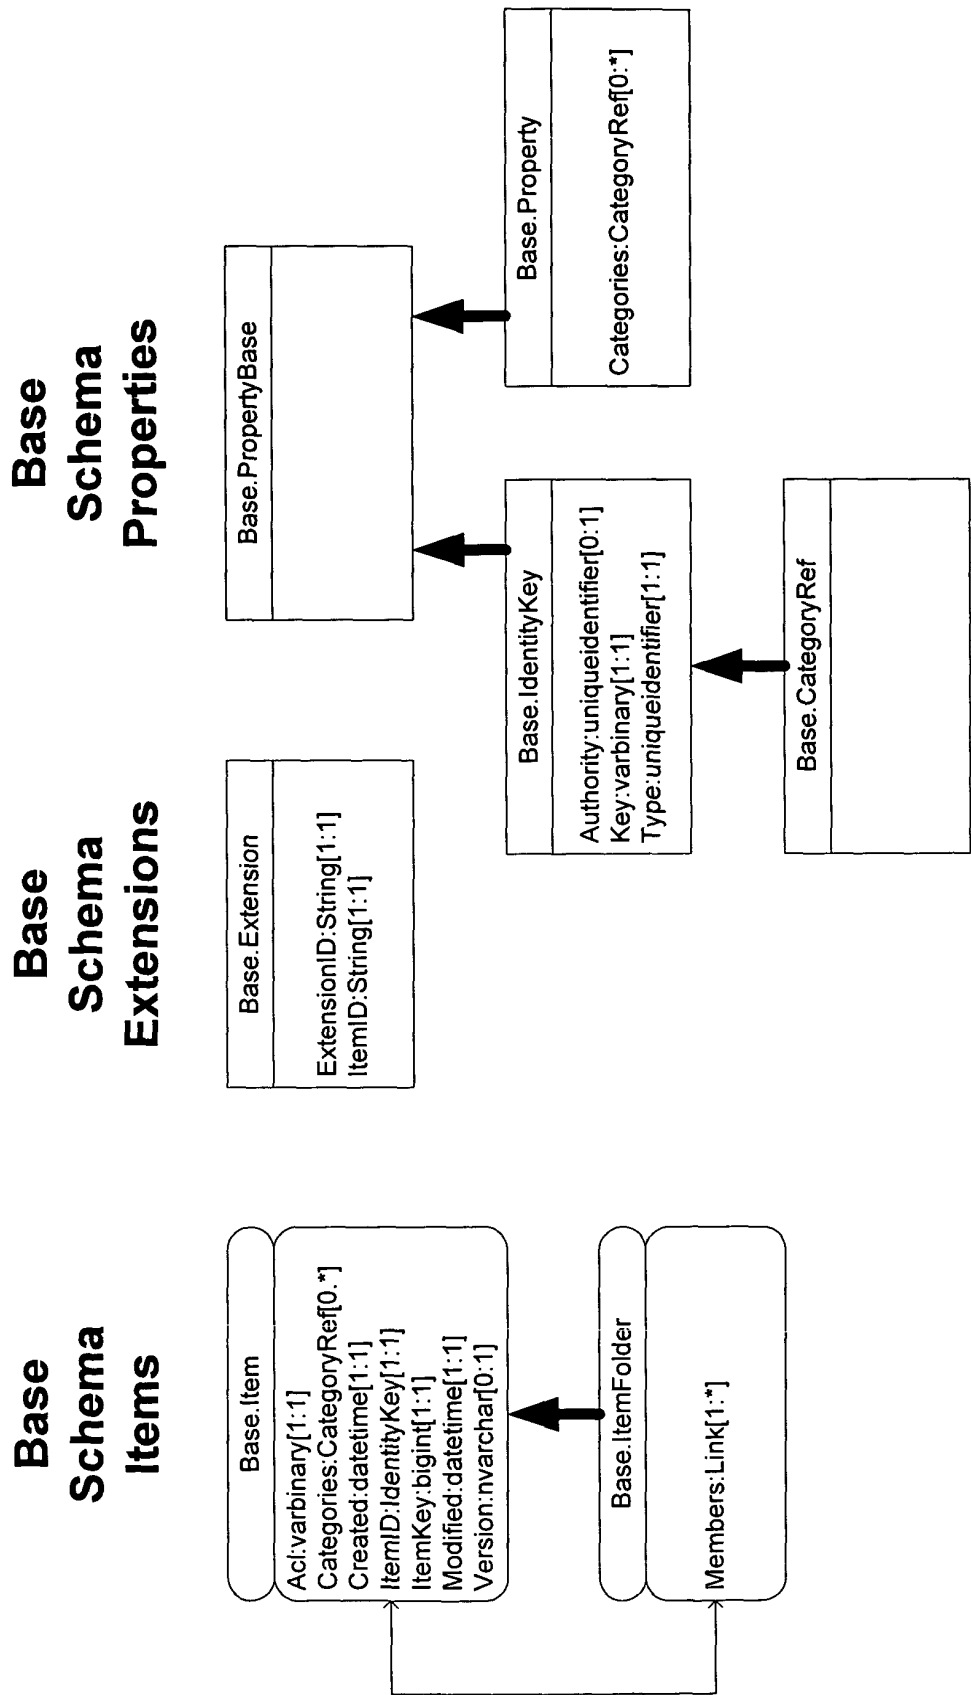 Base
Schema
Items
Base.Item
Acl:varbinary[1:1]
Categories:CategoryRef[0.*]
Created:datetime[1:1]
ItemID:IdentityKey[1:1]
ItemKey:bigint[1:1]
Modified:datetime[1:1]
Version:nvarchar[0:1]
Base.ItemFolder
Members:Link[1:*]
Base
Schema
Extensions
Base.Extension
ExtensionID:String[1:1]
ItemID:String[1:1]
Base
Schema
Properties
Base.PropertyBase
Base.IdentityKey
Authority:uniqueidentifier[0:1]
Key:varbinary[1:1]
Type:uniqueidentifier[1:1]
Base.CategoryRef
Base.Property
Categories:CategoryRef[0:*]